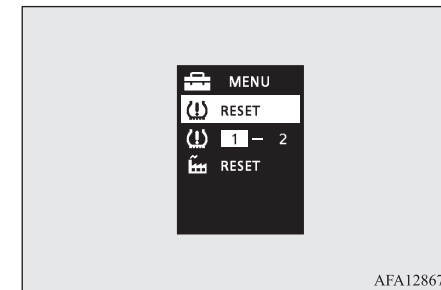 MENU
RESET
1 – 2
RESET
AFA12867